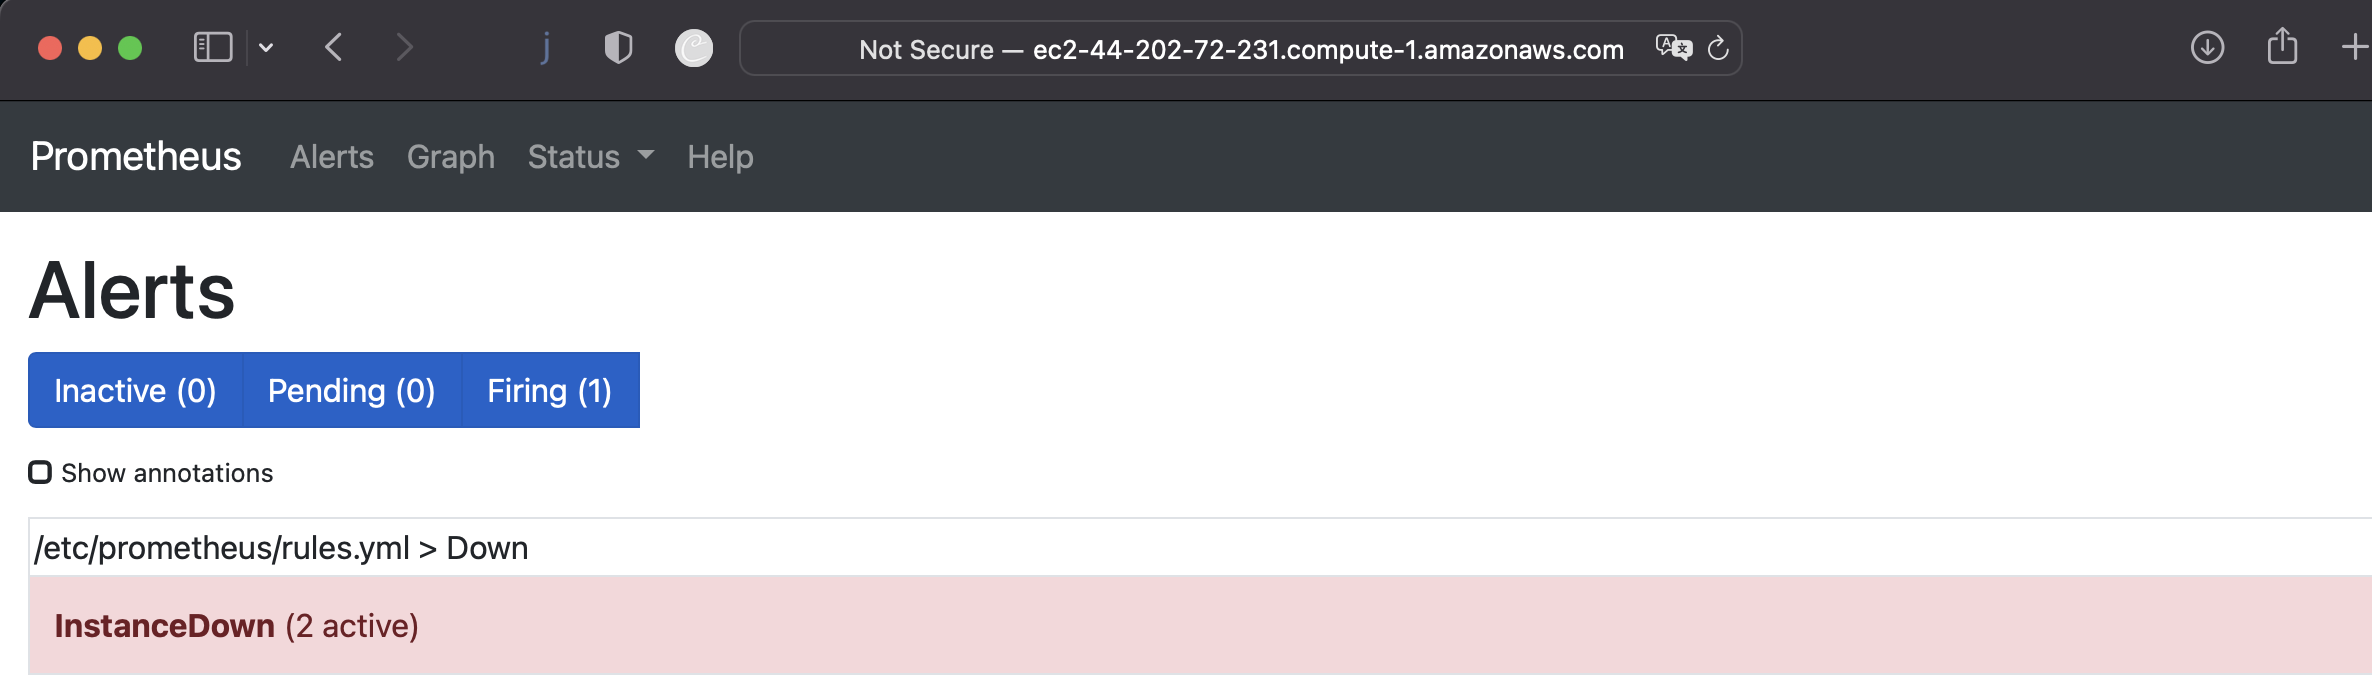 Not Secure — ec2-44-202-72-231.compute-1.amazonaws.com
Prometheus Alerts Graph Status Help
Alerts
Inactive (0) Pending (0) Firing (1)
Show annotations
/etc/prometheus/rules.yml > Down
InstanceDown (2 active)